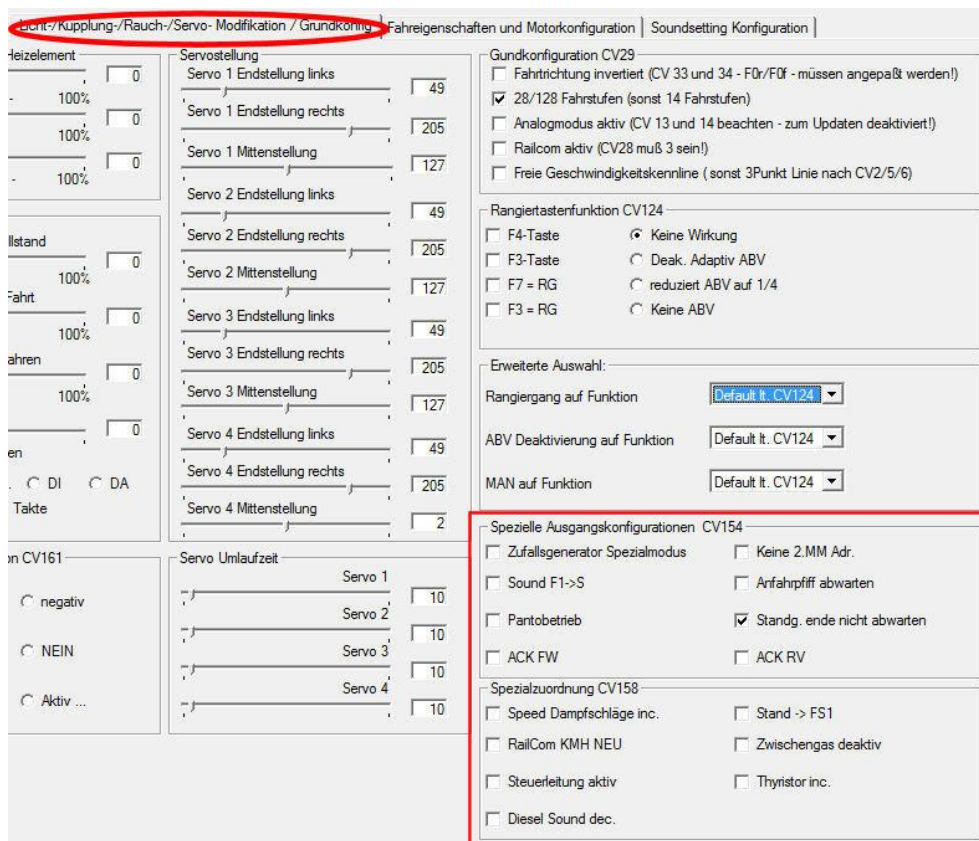 Licht-/Kupplung-/Rauch-/Servo- Modifikation / Grundkonfig
Fahreigenschaften und Motorkonfiguration
Soundsetting Konfiguration
Heizelement
0
- 100%
0
100%
0
- 100%
llstand
0
100%
Fahrt
0
100%
ahren
0
100%
0
en
. DI DA
Takte
on CV161
negativ
NEIN
Aktiv ...
Servostellung
Servo 1 Endstellung links
49
Servo 1 Endstellung rechts
205
Servo 1 Mittenstellung
127
Servo 2 Endstellung links
49
Servo 2 Endstellung rechts
205
Servo 2 Mittenstellung
127
Servo 3 Endstellung links
49
Servo 3 Endstellung rechts
205
Servo 3 Mittenstellung
127
Servo 4 Endstellung links
49
Servo 4 Endstellung rechts
205
Servo 4 Mittenstellung
2
Servo Umlaufzeit
Servo 1
10
Servo 2
10
Servo 3
10
Servo 4
10
Gundkonfiguration CV29
Fahrtrichtung invertiert (CV 33 und 34 - F0r/F0f - müssen angepaßt werden!)
28/128 Fahrstufen (sonst 14 Fahrstufen)
Analogmodus aktiv (CV 13 und 14 beachten - zum Updaten deaktiviert!)
Railcom aktiv (CV28 muß 3 sein!)
Freie Geschwindigkeitskennline ( sonst 3Punkt Linie nach CV2/5/6)
Rangiertastenfunktion CV124
F4-Taste Keine Wirkung
F3-Taste Deak. Adaptiv ABV
F7 = RG reduziert ABV auf 1/4
F3 = RG Keine ABV
Erweiterte Auswahl:
Rangiergang auf Funktion Default lt. CV124
ABV Deaktivierung auf Funktion Default lt. CV124
MAN auf Funktion Default lt. CV124
Spezielle Ausgangskonfigurationen CV154
Zufallsgenerator Spezialmodus Keine 2.MM Adr.
Sound F1->S Anfahrpfiff abwarten
Pantobetrieb Standg. ende nicht abwarten
ACK FW ACK RV
Spezialzuordnung CV158
Speed Dampfschläge inc. Stand -> FS1
RailCom KMH NEU Zwischengas deaktiv
Steuerleitung aktiv Thyristor inc.
Diesel Sound dec.